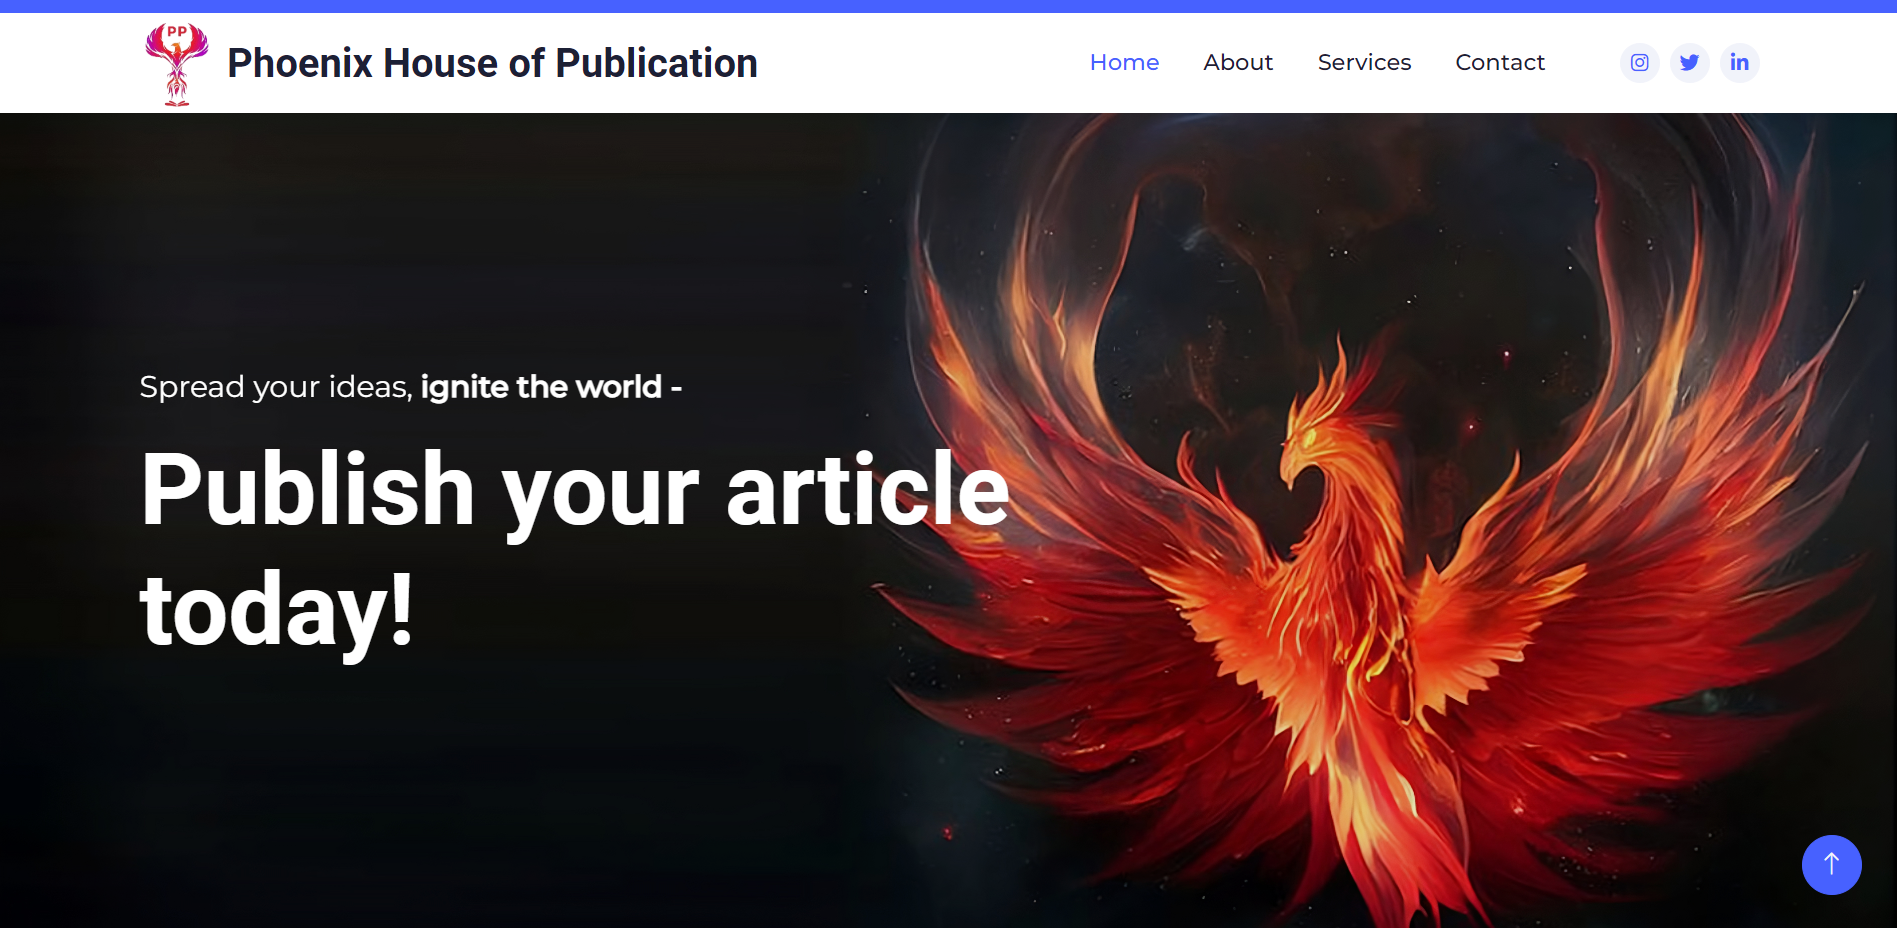 PP
Phoenix House of Publication
Home About Services Contact
Spread your ideas, ignite the world -
Publish your article
today!